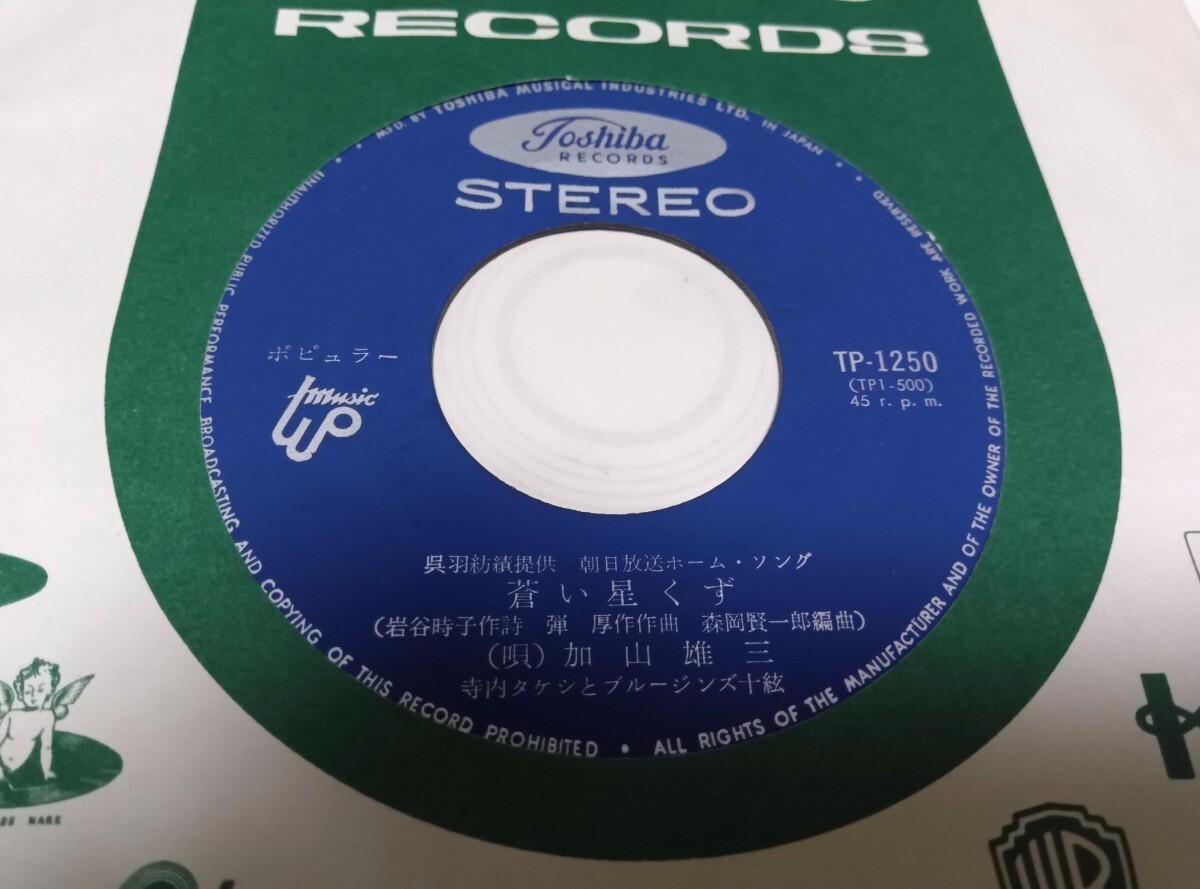 RECORDS
MFD. BY TOSHIBA MUSICAL INDUSTRIES LTD. IN JAPAN
Toshiba
RECORDS
STEREO
ポピュラー
music
up
TP-1250
(TP1-500)
45 r. p. m.
呉羽紡績提供 朝日放送ホーム・ソング
蒼い星くず
(岩谷時子作詩 弾 厚作作曲 森岡賢一郎編曲)
(唄) 加山雄三
寺内タケシとブルージンズ十絃
UNAUTHORIZED PUBLIC PERFORMANCE BROADCASTING AND COPYING OF THIS RECORD PROHIBITED • ALL RIGHTS OF THE MANUFACTURER AND OF THE OWNER OF THE RECORDED WORK ARE RESERVED
MARK